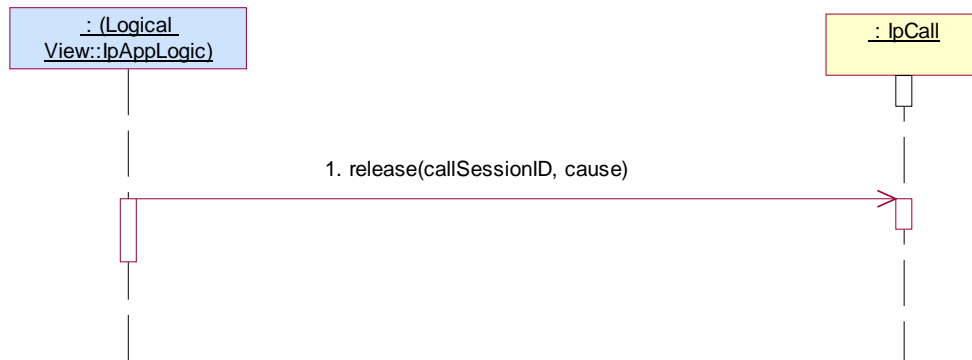 : (Logical
View::IpAppLogic)
: IpCall
1. release(callSessionID, cause)